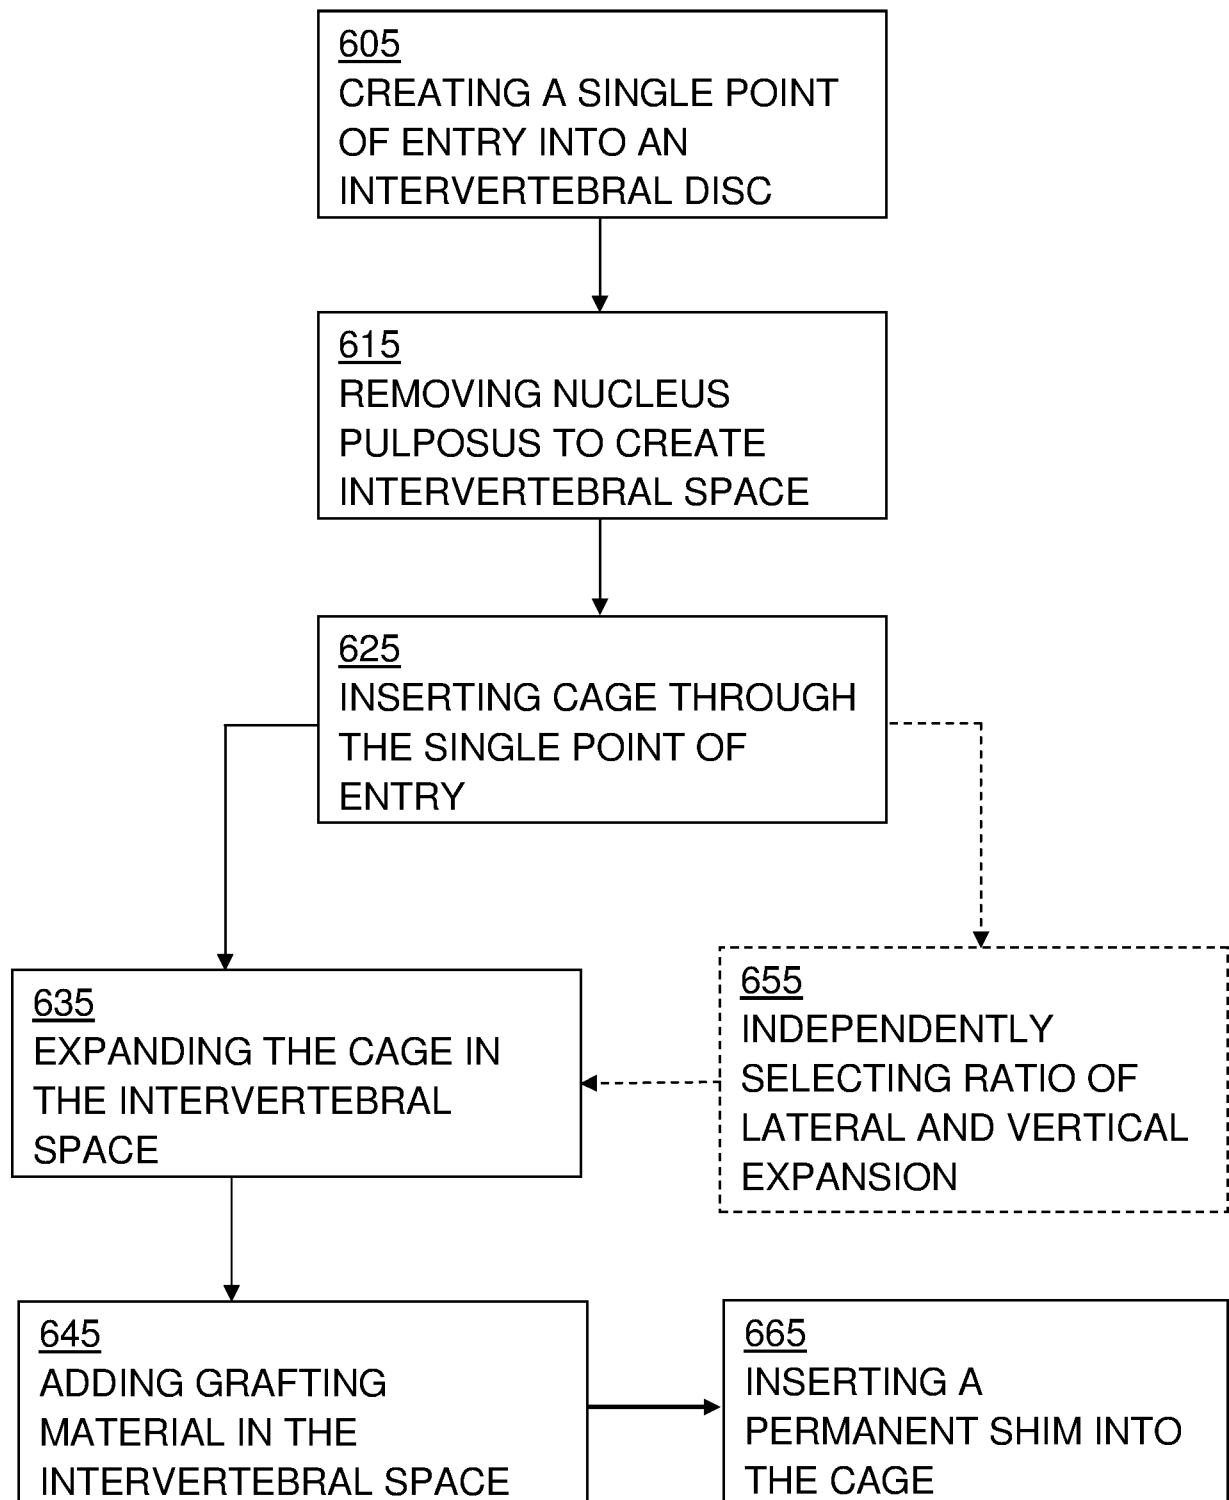 605
CREATING A SINGLE POINT
OF ENTRY INTO AN
INTERVERTEBRAL DISC
615
REMOVING NUCLEUS
PULPOSUS TO CREATE
INTERVERTEBRAL SPACE
625
INSERTING CAGE THROUGH
THE SINGLE POINT OF
ENTRY
635
EXPANDING THE CAGE IN
THE INTERVERTEBRAL
SPACE
655
INDEPENDENTLY
SELECTING RATIO OF
LATERAL AND VERTICAL
EXPANSION
645
ADDING GRAFTING
MATERIAL IN THE
INTERVERTEBRAL SPACE
665
INSERTING A
PERMANENT SHIM INTO
THE CAGE